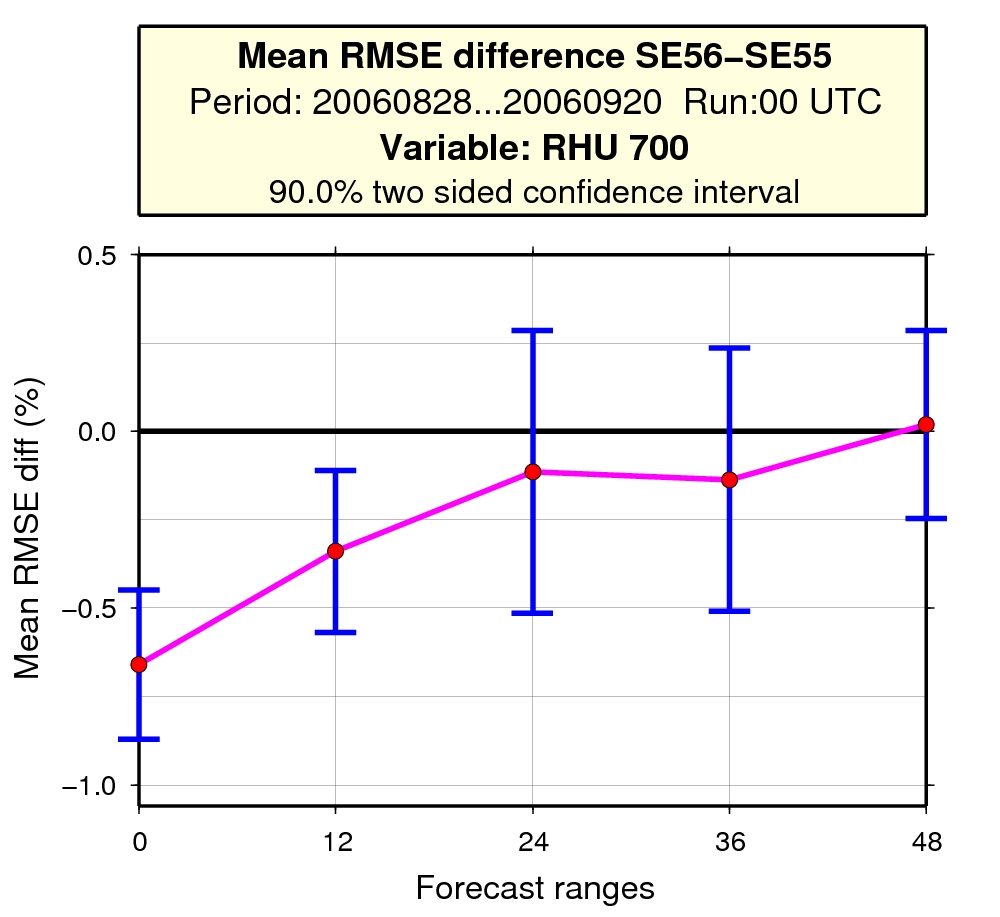 Mean RMSE difference SE56−SE55
Period: 20060828...20060920 Run:00 UTC
Variable: RHU 700
90.0% two sided confidence interval
0.5
0.0
−0.5
−1.0
Mean RMSE diff (%)
0 12 24 36 48
Forecast ranges